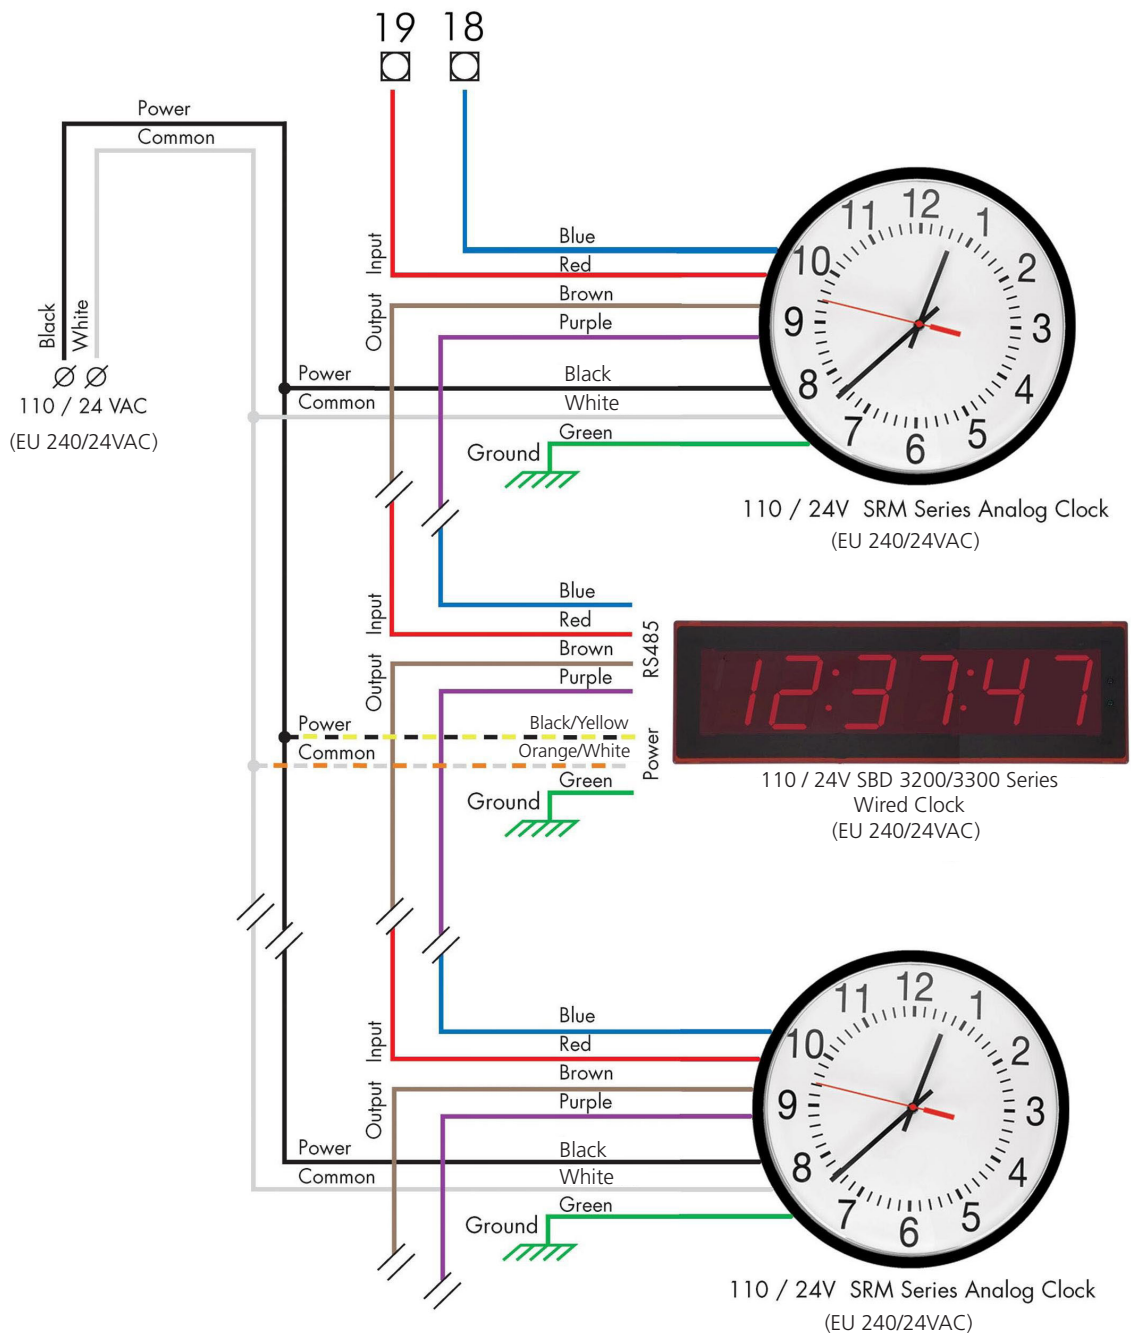 19 18
Power
Common
Black
White
110 / 24 VAC
(EU 240/24VAC)
Input
Output
Blue
Red
Brown
Purple
Power
Black
Common
White
Green
Ground
12
1
2
3
4
5
6
7
8
9
10
11
110 / 24V SRM Series Analog Clock
(EU 240/24VAC)
Input
Output
Blue
Red
Brown
Purple
RS485
Power
Black/Yellow
Common
Orange/White
Green
Ground
Power
12:37:47
110 / 24V SBD 3200/3300 Series
Wired Clock
(EU 240/24VAC)
Input
Output
Blue
Red
Brown
Purple
Power
Black
Common
White
Green
Ground
12
1
2
3
4
5
6
7
8
9
10
11
110 / 24V SRM Series Analog Clock
(EU 240/24VAC)